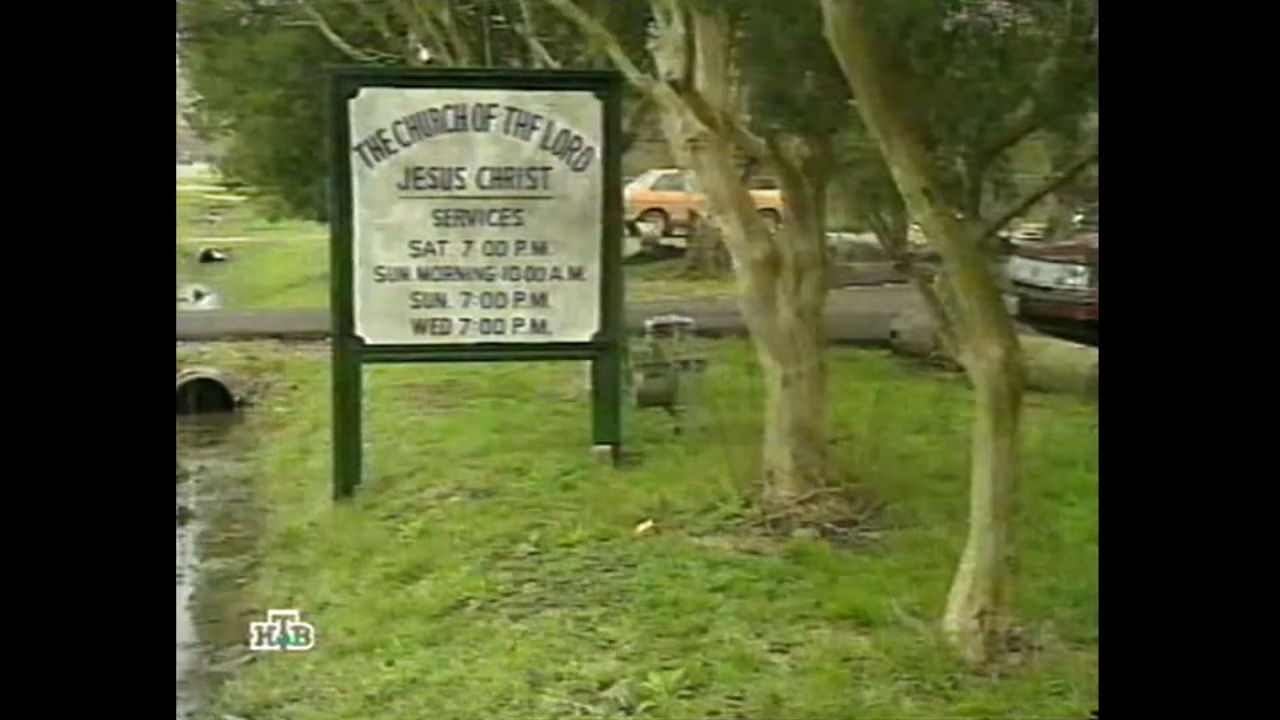 THE CHURCH OF THE LORD
JESUS CHRIST
SERVICES
SAT. 7:00 P.M.
SUN. MORNING 10:00 A.M.
SUN. 7:00 P.M.
WED 7:00 P.M.
НТВ